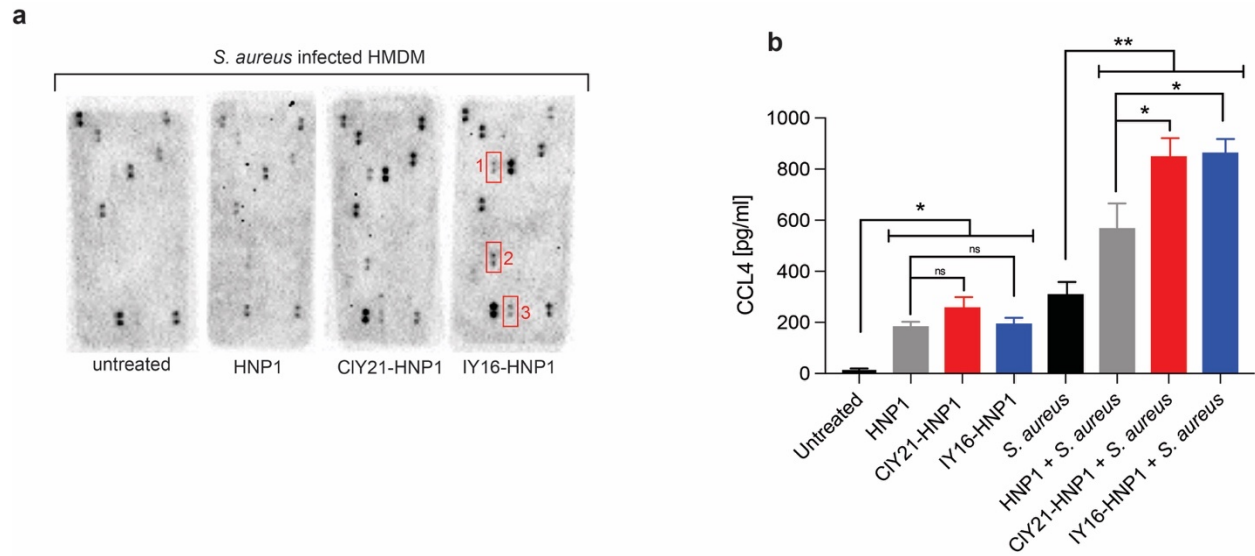 a
S. aureus infected HMDM
1
2
3
untreated
HNP1
ClY21-HNP1
IY16-HNP1
b
CCL4 [pg/ml]
1000
800
600
400
200
0
*
ns
ns
**
*
*
Untreated
HNP1
ClY21-HNP1
IY16-HNP1
S. aureus
HNP1 + S. aureus
ClY21-HNP1 + S. aureus
IY16-HNP1 + S. aureus